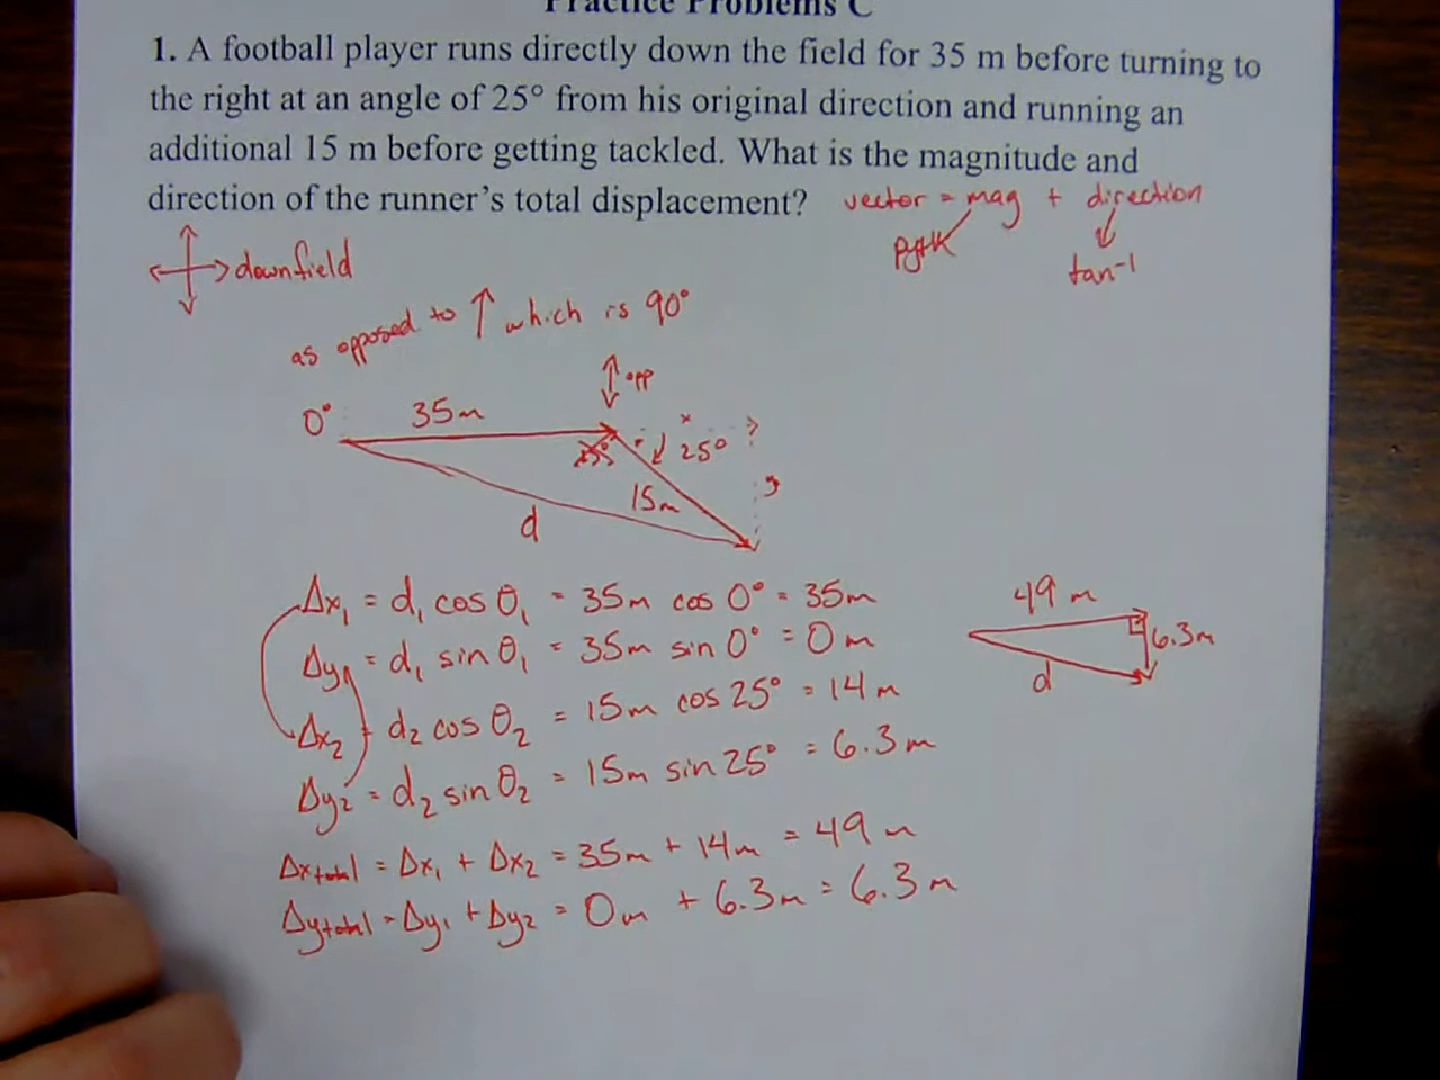 Practice Problems C
1. A football player runs directly down the field for 35 m before turning to
the right at an angle of 25° from his original direction and running an
additional 15 m before getting tackled. What is the magnitude and
direction of the runner's total displacement? vector = mag + direction
tan⁻¹
downfield
as opposed to ↑ which is 90°
opp
0° 35m
25° ?
15m
d
Δx₁ = d₁ cos θ₁ = 35m cos 0° = 35m
Δy₁ = d₁ sin θ₁ = 35m sin 0° = 0m
Δx₂ = d₂ cos θ₂ = 15m cos 25° = 14m
Δy₂ = d₂ sin θ₂ = 15m sin 25° = 6.3m
49 m
6.3m
d
Δxtotal = Δx₁ + Δx₂ = 35m + 14m = 49m
Δytotal = Δy₁ + Δy₂ = 0m + 6.3m = 6.3m